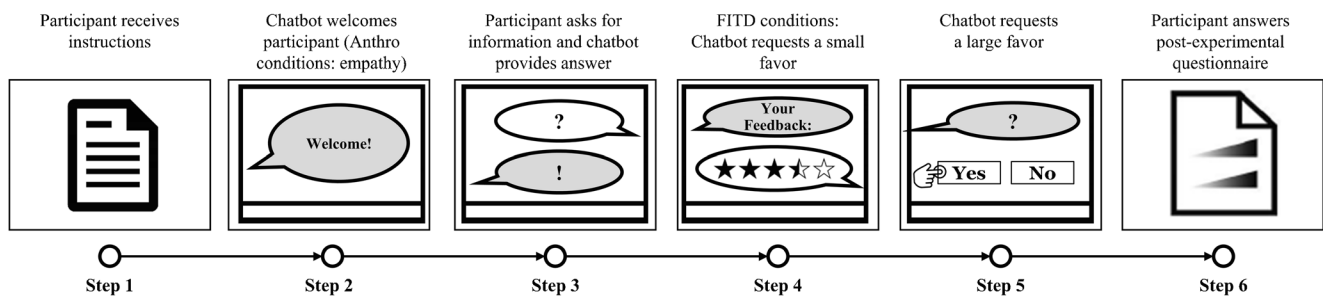 Participant receives
instructions
Chatbot welcomes
participant (Anthro
conditions: empathy)
Participant asks for
information and chatbot
provides answer
FITD conditions:
Chatbot requests a small
favor
Chatbot requests
a large favor
Participant answers
post-experimental
questionnaire
Welcome!
?
!
Your
Feedback:
?
Yes
No
Step 1
Step 2
Step 3
Step 4
Step 5
Step 6